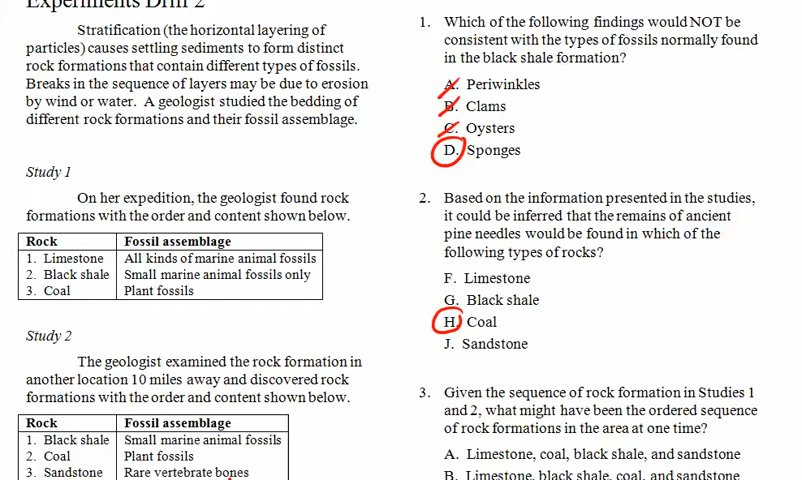 Experiments Drill 2
Stratification (the horizontal layering of
particles) causes settling sediments to form distinct
rock formations that contain different types of fossils.
Breaks in the sequence of layers may be due to erosion
by wind or water. A geologist studied the bedding of
different rock formations and their fossil assemblage.
Study 1
On her expedition, the geologist found rock
formations with the order and content shown below.
Rock Fossil assemblage
1. Limestone All kinds of marine animal fossils
2. Black shale Small marine animal fossils only
3. Coal Plant fossils
Study 2
The geologist examined the rock formation in
another location 10 miles away and discovered rock
formations with the order and content shown below.
Rock Fossil assemblage
1. Black shale Small marine animal fossils
2. Coal Plant fossils
3. Sandstone Rare vertebrate bones
1. Which of the following findings would NOT be
consistent with the types of fossils normally found
in the black shale formation?
A. Periwinkles
B. Clams
C. Oysters
D. Sponges
2. Based on the information presented in the studies,
it could be inferred that the remains of ancient
pine needles would be found in which of the
following types of rocks?
F. Limestone
G. Black shale
H. Coal
J. Sandstone
3. Given the sequence of rock formation in Studies 1
and 2, what might have been the ordered sequence
of rock formations in the area at one time?
A. Limestone, coal, black shale, and sandstone
B. Limestone, black shale, coal, and sandstone